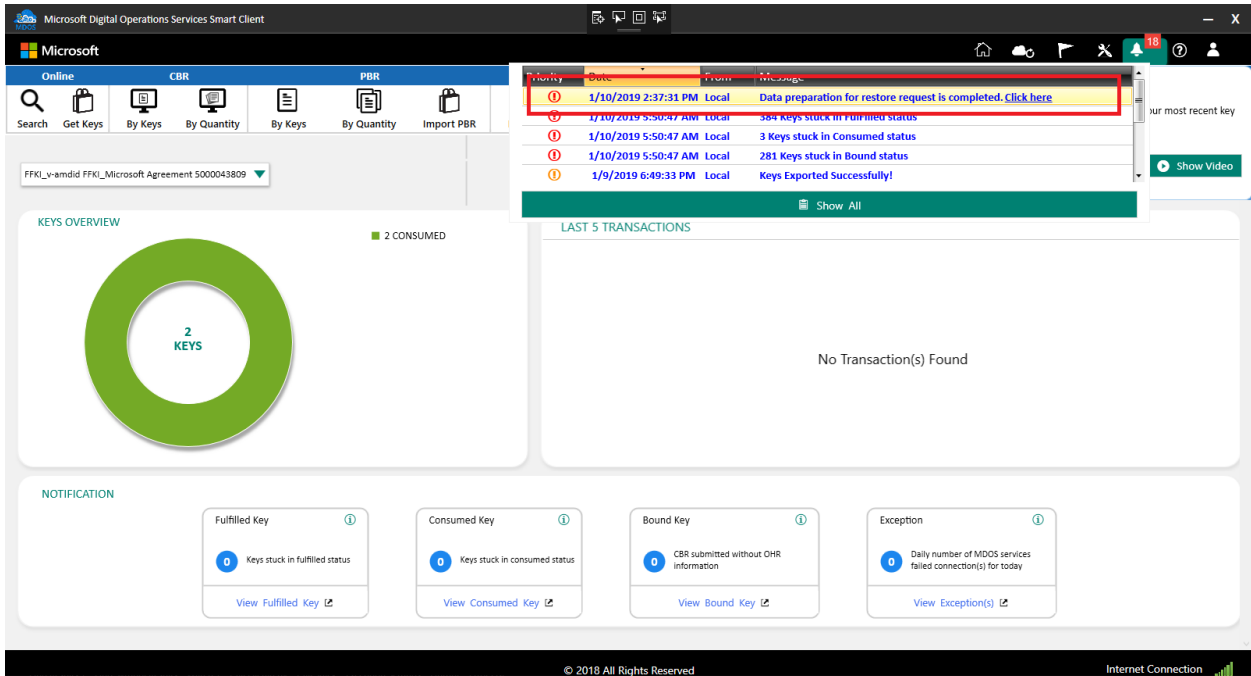 MDOS Microsoft Digital Operations Services Smart Client X
Microsoft 18
Online CBR PBR
Search Get Keys By Keys By Quantity By Keys By Quantity Import PBR
Priority Date From Message
1/10/2019 2:37:31 PM Local Data preparation for restore request is completed. Click here
1/10/2019 5:50:47 AM Local 384 Keys stuck in Fulfilled status
1/10/2019 5:50:47 AM Local 3 Keys stuck in Consumed status
1/10/2019 5:50:47 AM Local 281 Keys stuck in Bound status
1/9/2019 6:49:33 PM Local Keys Exported Successfully!
Show All
our most recent key
Show Video
FFKI_v-amdid FFKI_Microsoft Agreement 5000043809
KEYS OVERVIEW
2 CONSUMED
2
KEYS
LAST 5 TRANSACTIONS
No Transaction(s) Found
NOTIFICATION
Fulfilled Key
0 Keys stuck in fulfilled status
View Fulfilled Key
Consumed Key
0 Keys stuck in consumed status
View Consumed Key
Bound Key
0 CBR submitted without OHR
information
View Bound Key
Exception
0 Daily number of MDOS services
failed connection(s) for today
View Exception(s)
© 2018 All Rights Reserved
Internet Connection